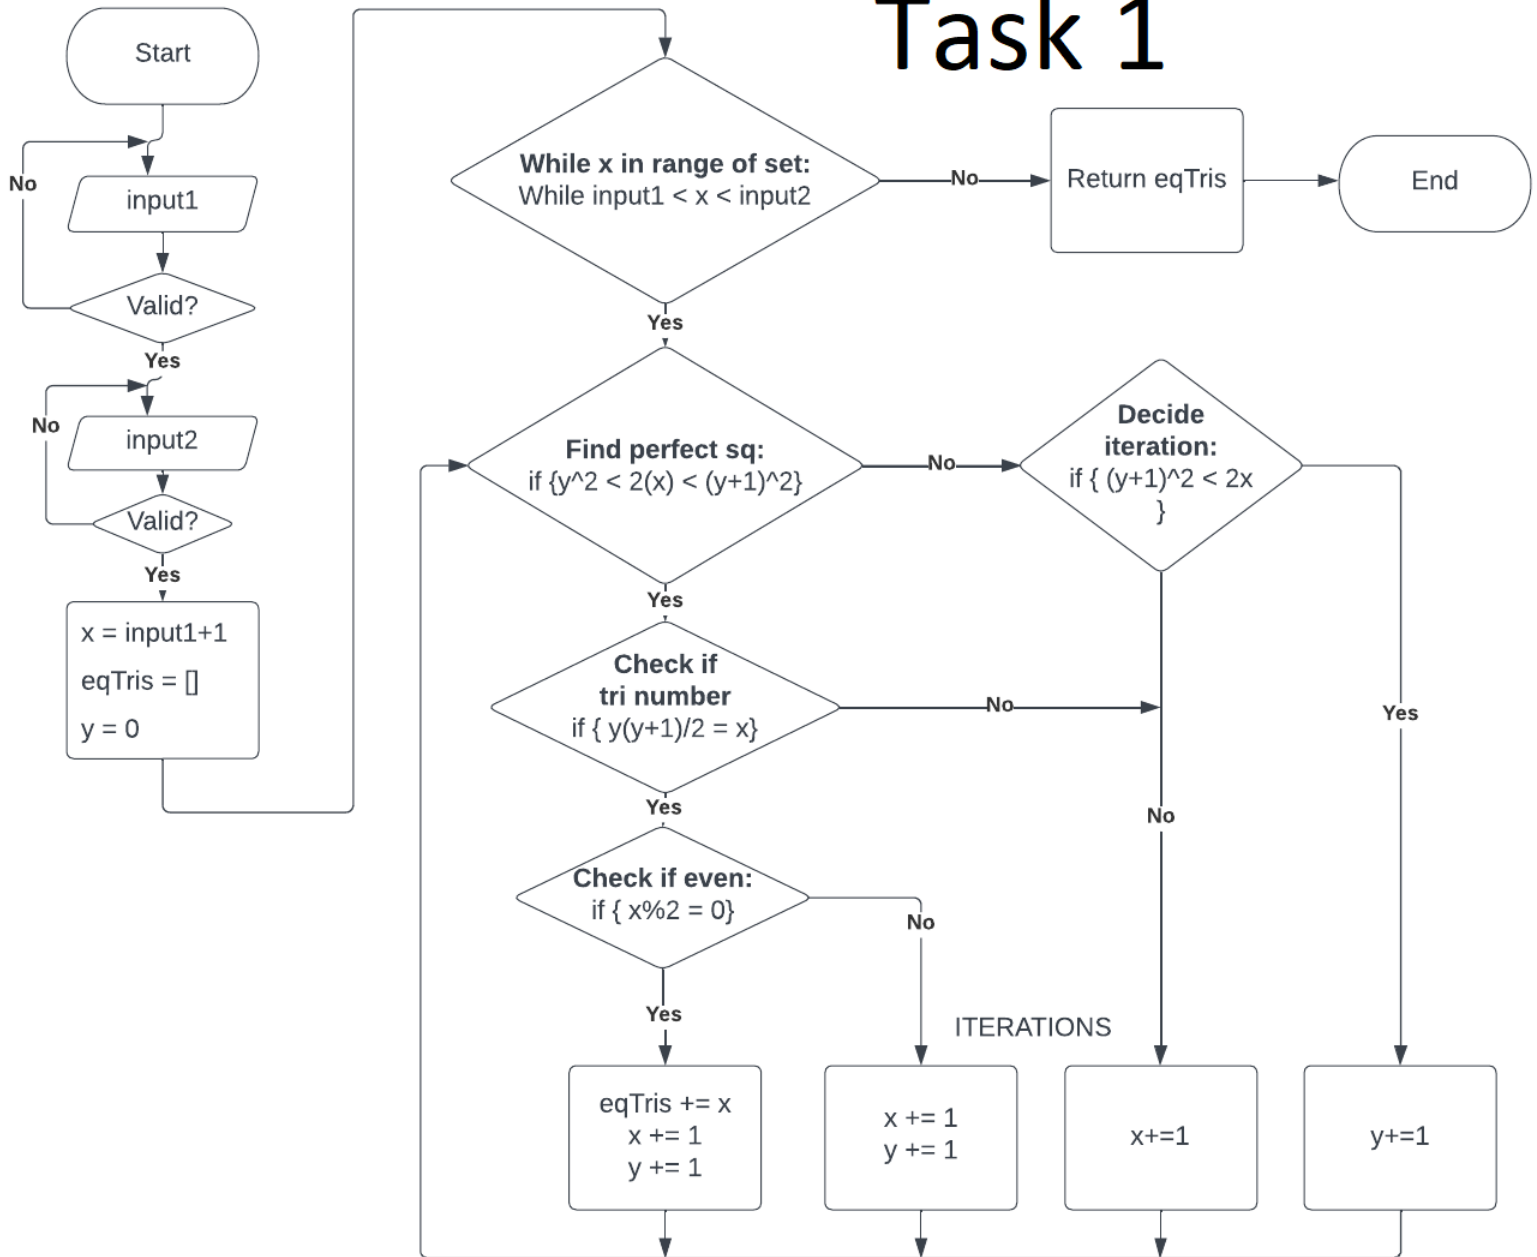 Task 1
Start
No
input1
Valid?
Yes
No
input2
Valid?
Yes
x = input1+1
eqTris = []
y = 0
While x in range of set:
While input1 < x < input2
No
Return eqTris
End
Yes
Find perfect sq:
if {y^2 < 2(x) < (y+1)^2}
No
Decide
iteration:
if { (y+1)^2 < 2x
}
Yes
Check if
tri number
if { y(y+1)/2 = x}
No
Yes
Yes
No
Check if even:
if { x%2 = 0}
No
Yes
ITERATIONS
eqTris += x
x += 1
y += 1
x += 1
y += 1
x+=1
y+=1